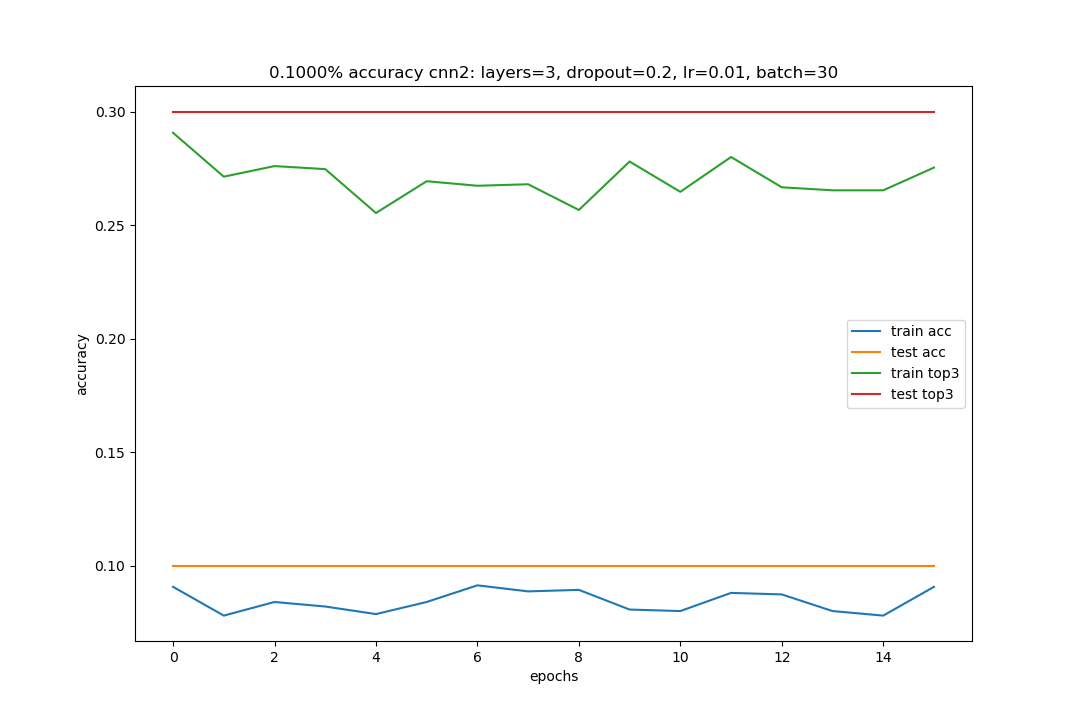 0.1000% accuracy cnn2: layers=3, dropout=0.2, lr=0.01, batch=30
0.30
0.25
0.20
0.15
0.10
accuracy
train acc
test acc
train top3
test top3
0 2 4 6 8 10 12 14
epochs